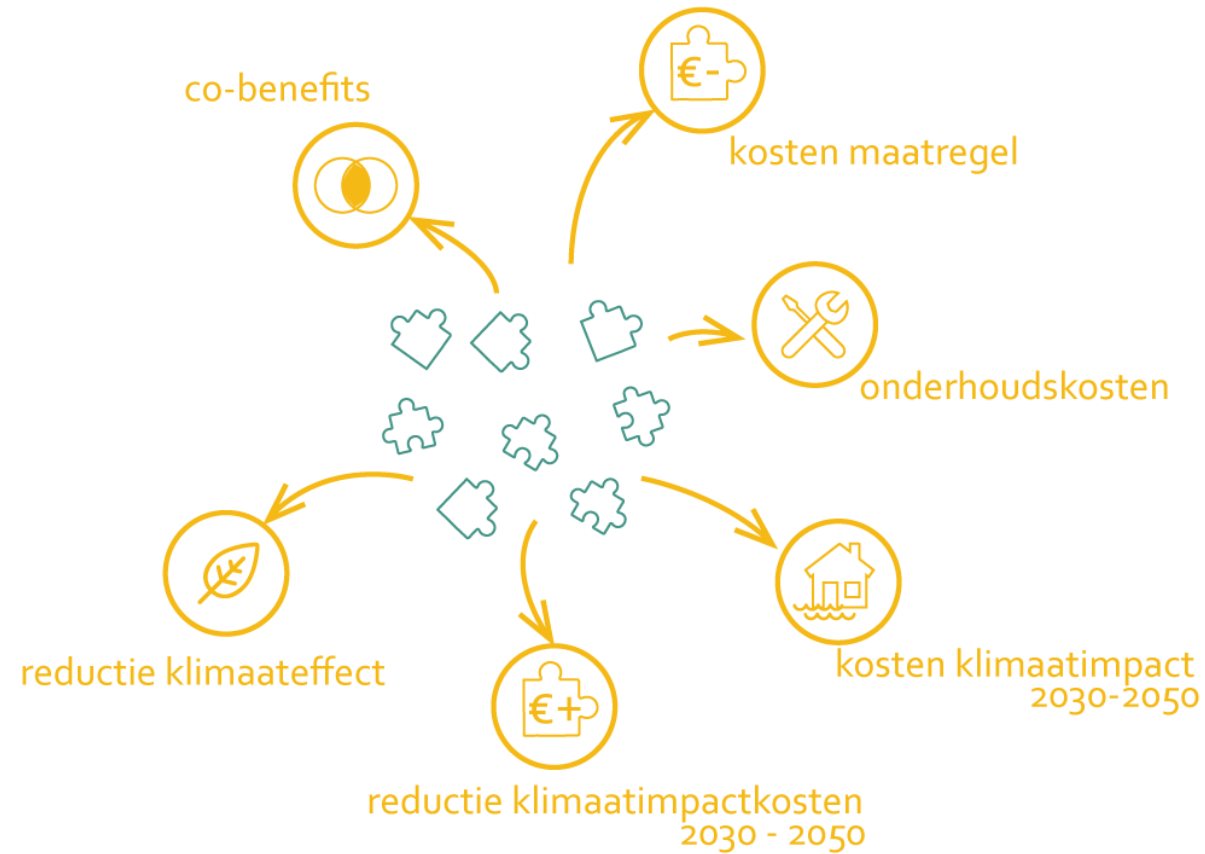 €-
co-benefits
kosten maatregel
onderhoudskosten
reductie klimaateffect
kosten klimaatimpact
2030-2050
€+
reductie klimaatimpactkosten
2030 - 2050